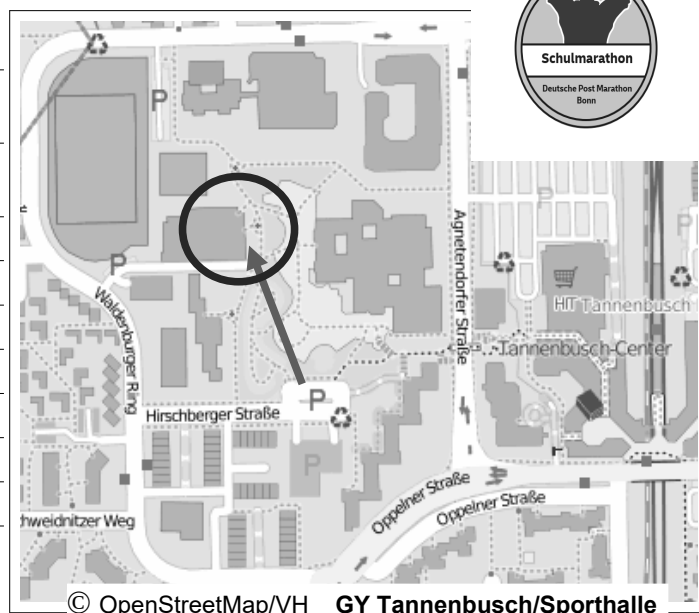 Schulmarathon
Deutsche Post Marathon
Bonn
P
Agnetendorfer Straße
P
P
P
HIT Tannenbusch
Waldenburger Ring
Tannenbusch-Center
P
Hirschberger Straße
P
Oppelner Straße
Oppelner Straße
hweidnitzer Weg
© OpenStreetMap/VH GY Tannenbusch/Sporthalle